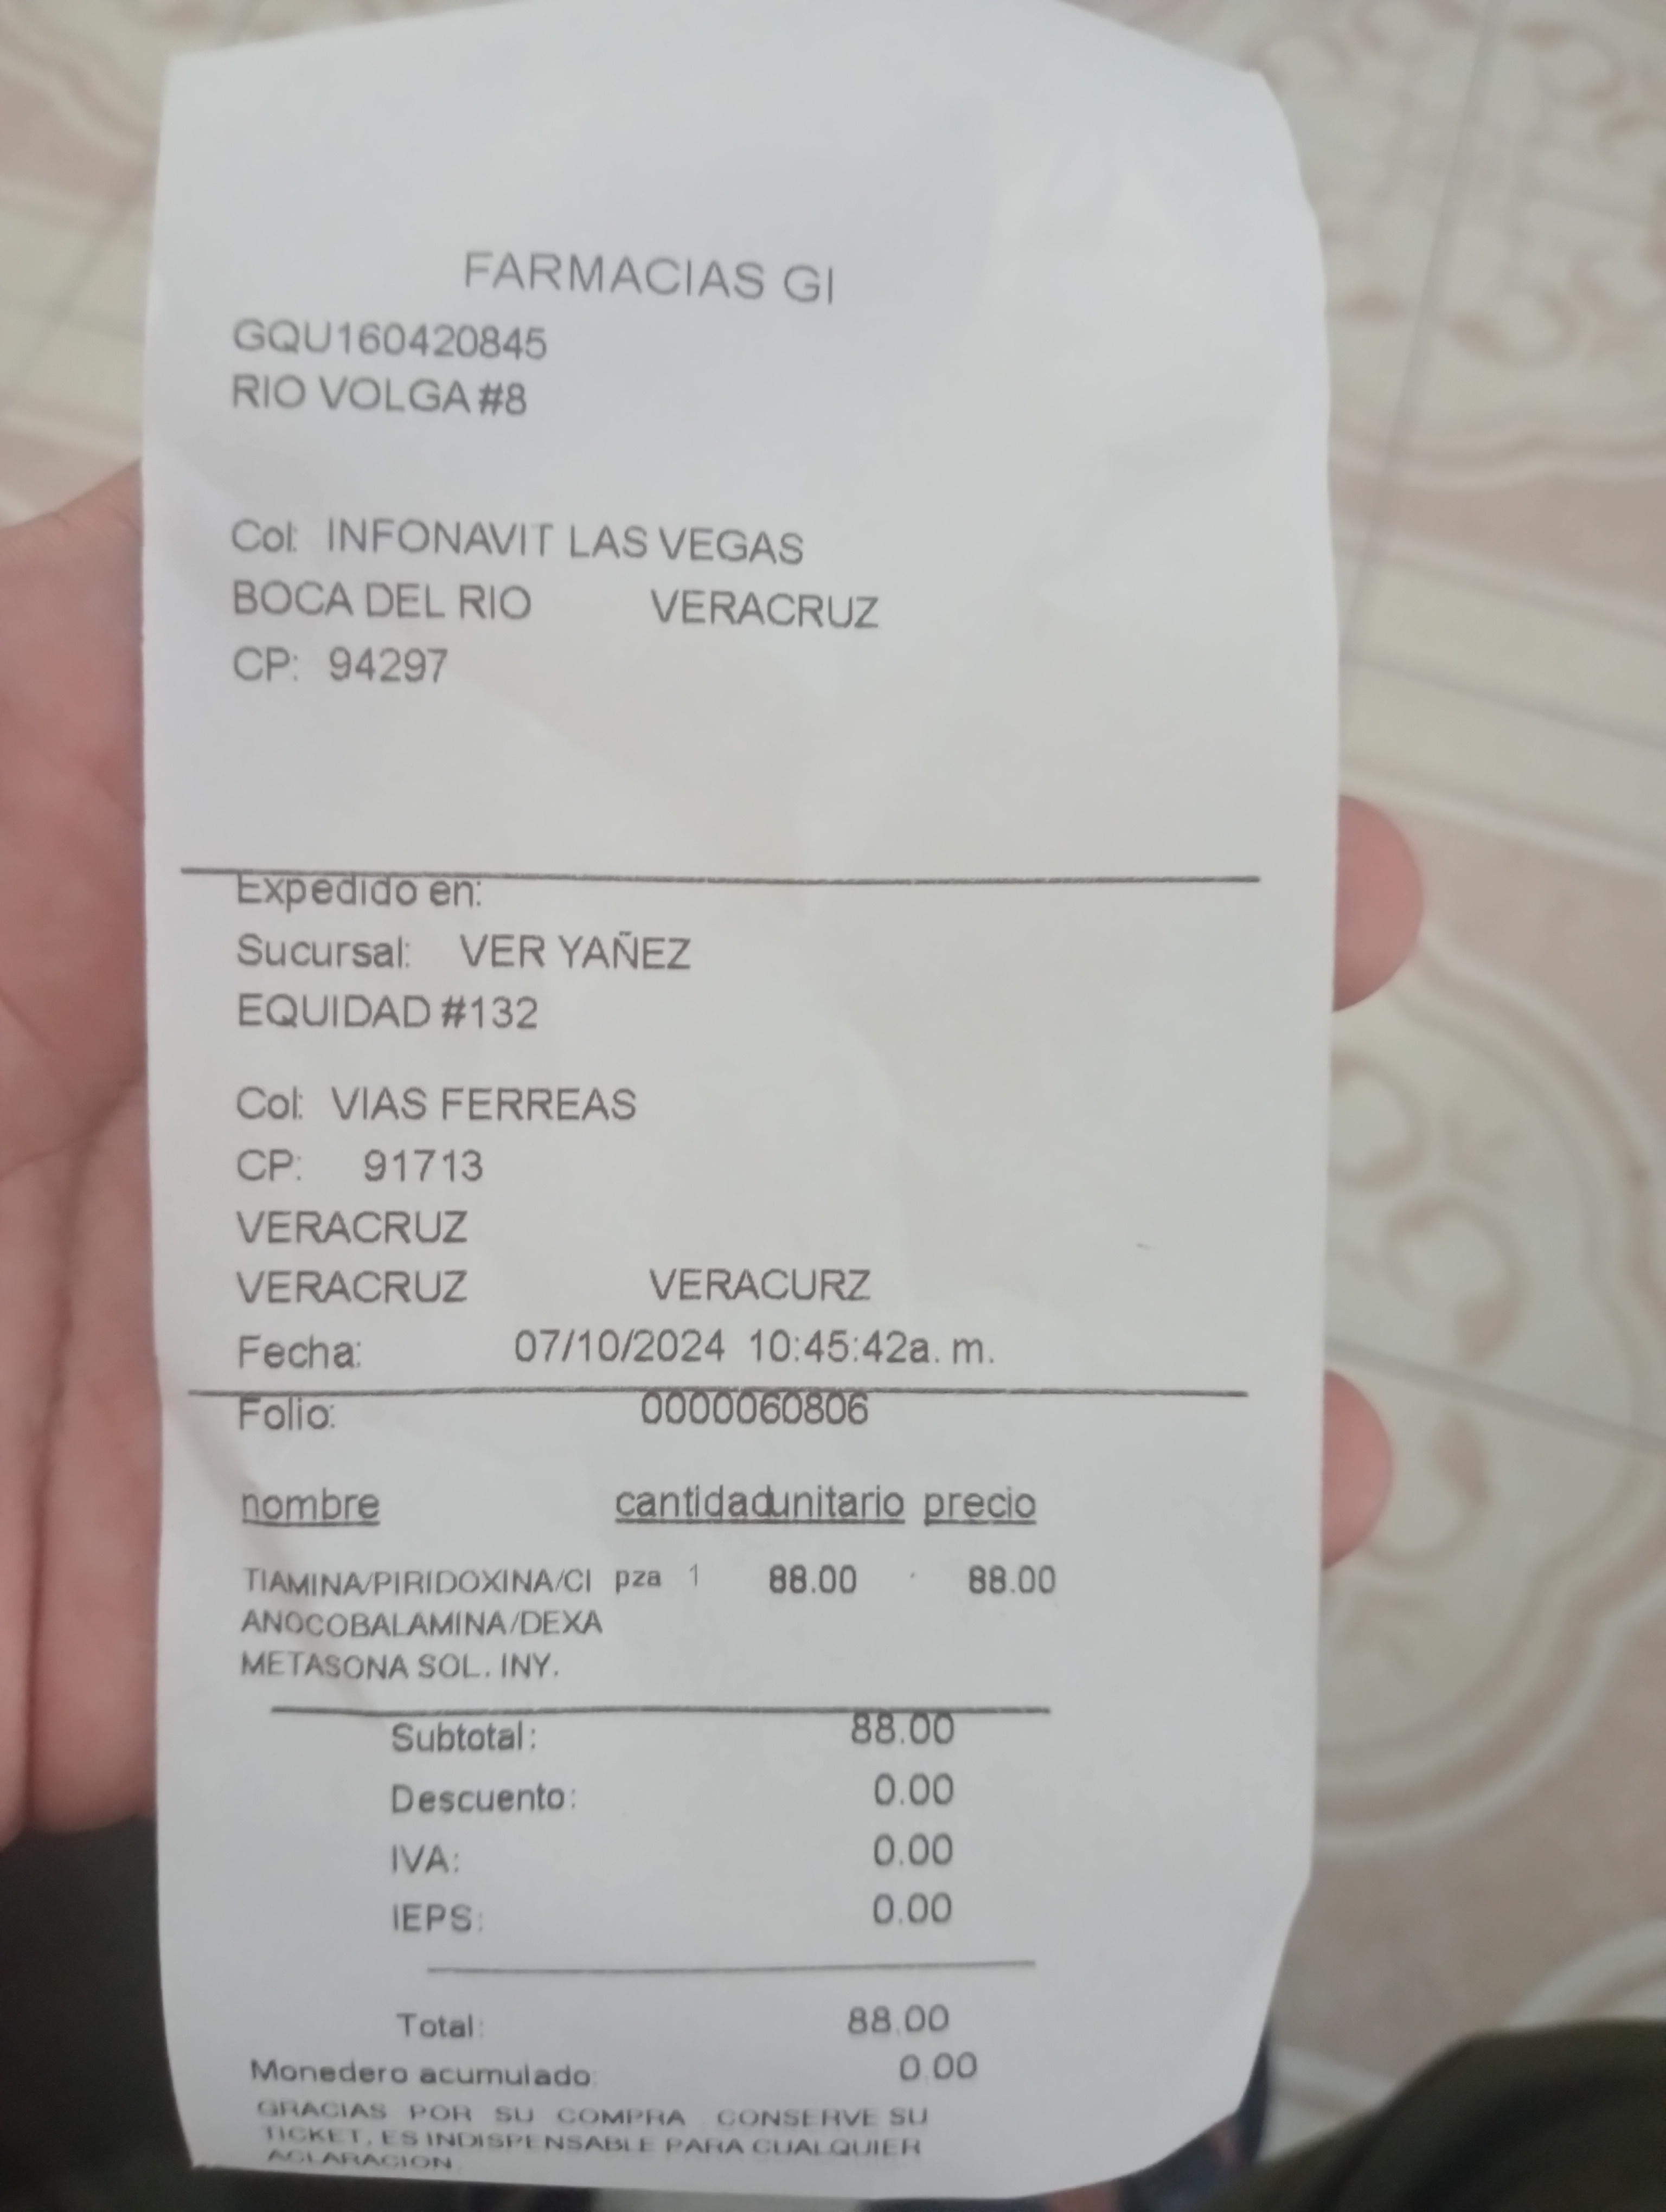 FARMACIAS GI
GQU160420845
RIO VOLGA #8
Col: INFONAVIT LAS VEGAS
BOCA DEL RIO VERACRUZ
CP: 94297
Expedido en:
Sucursal: VER YAÑEZ
EQUIDAD #132
Col: VIAS FERREAS
CP: 91713
VERACRUZ
VERACRUZ VERACURZ
Fecha: 07/10/2024 10:45:42a. m.
Folio: 0000060806
nombre cantidad unitario precio
TIAMINA/PIRIDOXINA/CI pza 1 88.00 88.00
ANOCOBALAMINA/DEXA
METASONA SOL. INY.
Subtotal: 88.00
Descuento: 0.00
IVA: 0.00
IEPS: 0.00
Total: 88.00
Monedero acumulado: 0.00
GRACIAS POR SU COMPRA CONSERVE SU
TICKET, ES INDISPENSABLE PARA CUALQUIER
ACLARACION